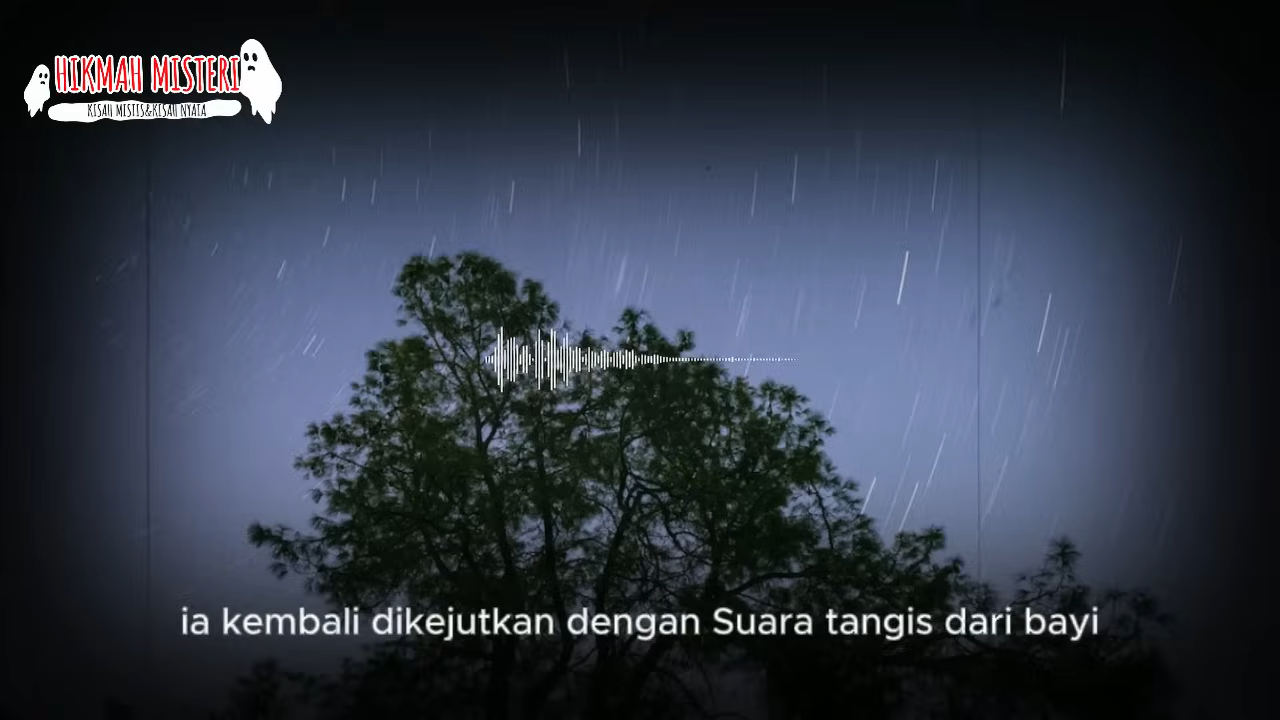 HIKMAH MISTERI
KISAH MISTIS&KISAH NYATA
ia kembali dikejutkan dengan Suara tangis dari bayi